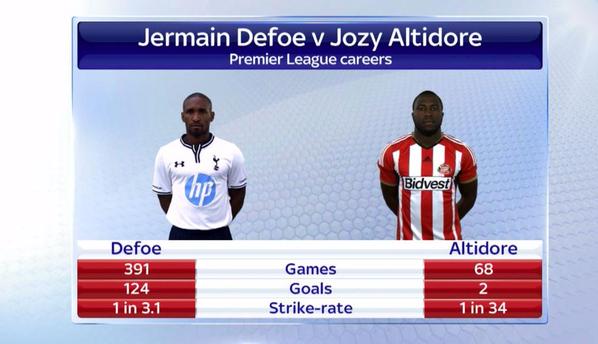 Jermain Defoe v Jozy Altidore
Premier League careers
hp
Bidvest
Defoe Altidore
391 Games 68
124 Goals 2
1 in 3.1 Strike-rate 1 in 34